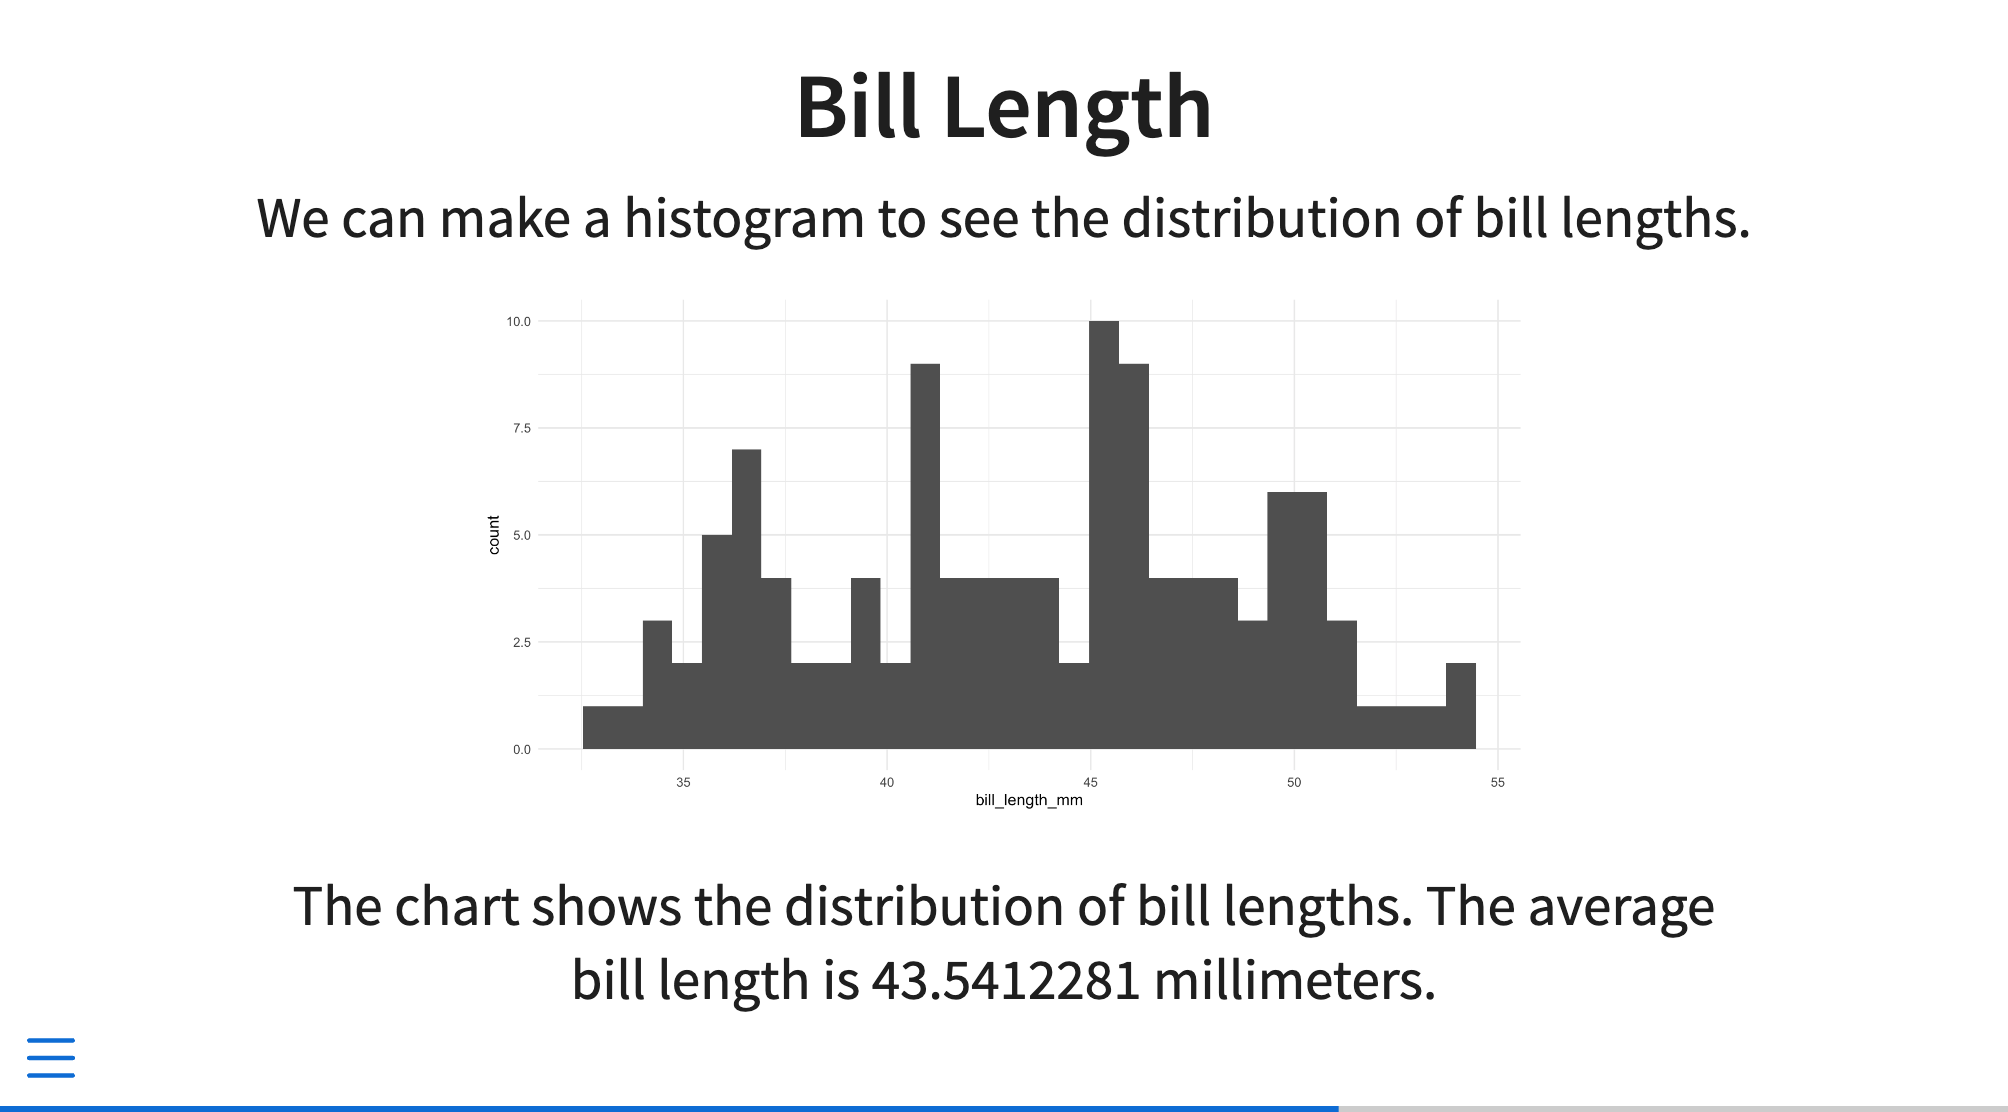 Bill Length
We can make a histogram to see the distribution of bill lengths.
10.0
7.5
5.0
2.5
0.0
count
35 40 45 50 55
bill_length_mm
The chart shows the distribution of bill lengths. The average
bill length is 43.5412281 millimeters.